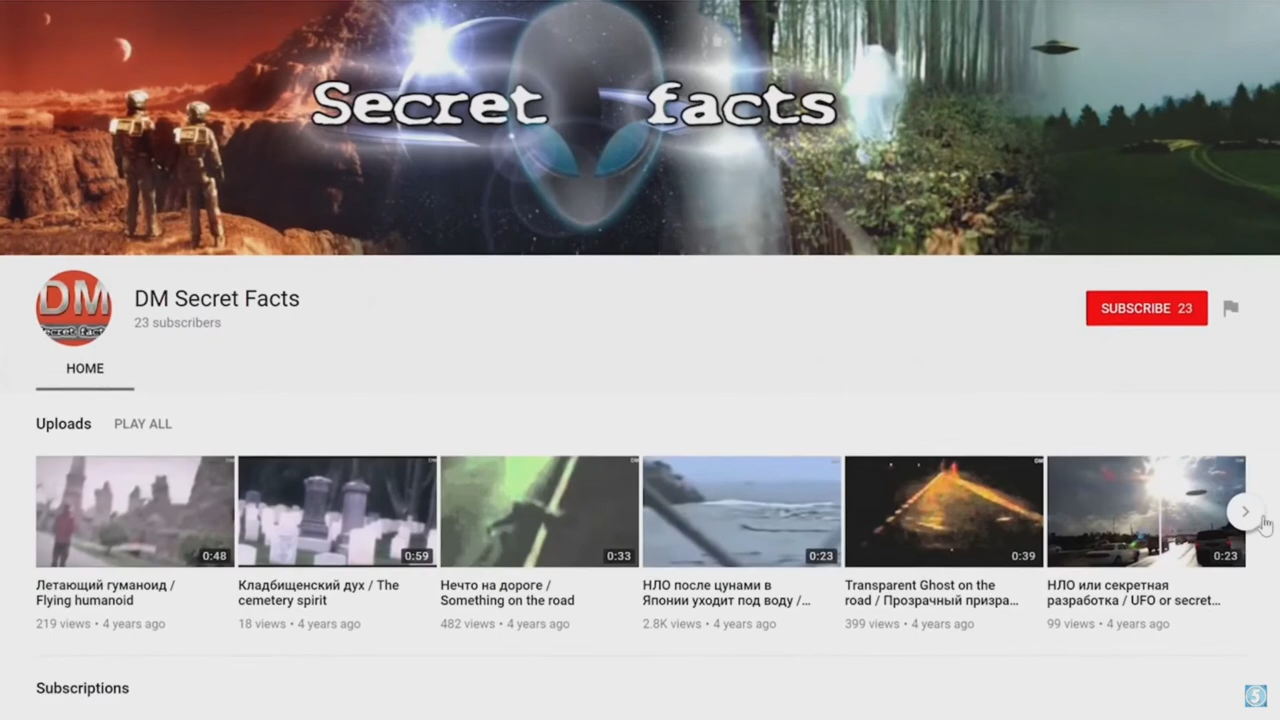 Secret facts
DM
DM Secret Facts
23 subscribers
SUBSCRIBE 23
HOME
Uploads
PLAY ALL
0:48
0:59
0:33
0:23
0:39
0:23
Летающий гуманоид /
Flying humanoid
219 views • 4 years ago
Кладбищенский дух / The
cemetery spirit
18 views • 4 years ago
Нечто на дороге /
Something on the road
482 views • 4 years ago
НЛО после цунами в
Японии уходит под воду /...
2.8K views • 4 years ago
Transparent Ghost on the
road / Прозрачный призра...
399 views • 4 years ago
НЛО или секретная
разработка / UFO or secret...
99 views • 4 years ago
Subscriptions
5